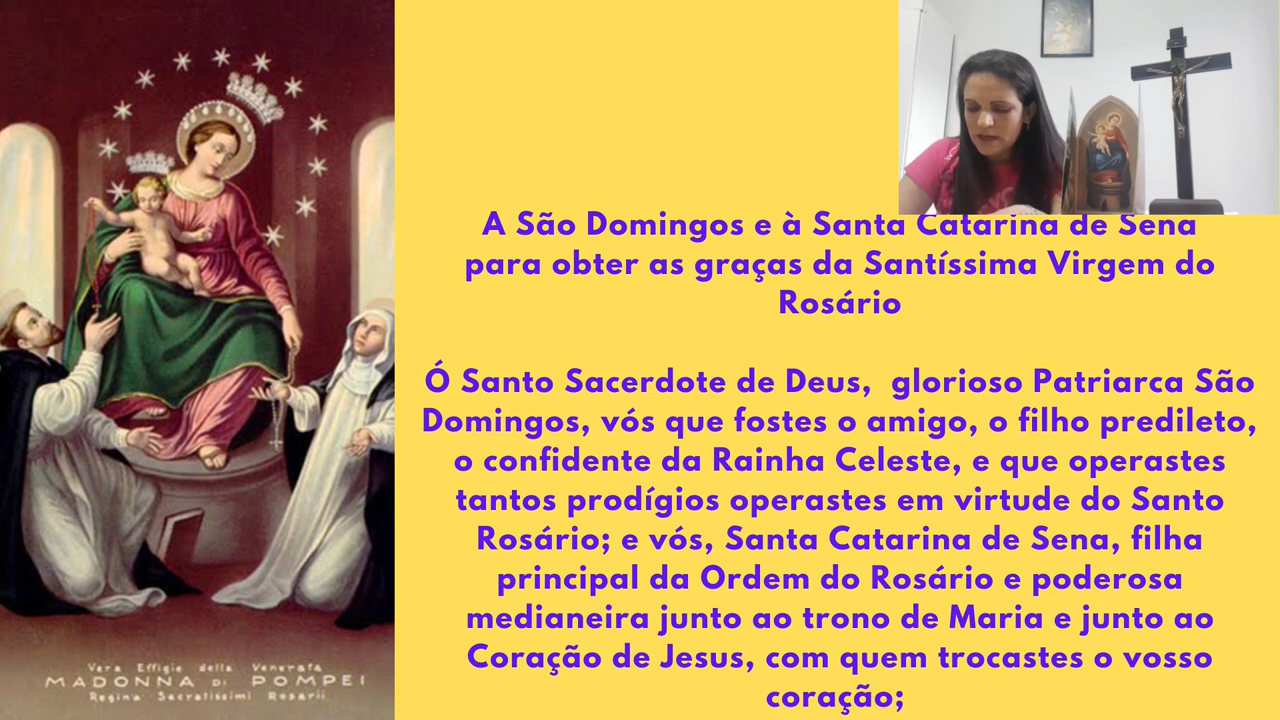 A São Domingos e à Santa Catarina de Sena
para obter as graças da Santíssima Virgem do
Rosário
Ó Santo Sacerdote de Deus,  glorioso Patriarca São
Domingos, vós que fostes o amigo, o filho predileto,
o confidente da Rainha Celeste, e que operastes
tantos prodígios operastes em virtude do Santo
Rosário; e vós, Santa Catarina de Sena, filha
principal da Ordem do Rosário e poderosa
medianeira junto ao trono de Maria e junto ao
Coração de Jesus, com quem trocastes o vosso
coração;
Vera Effigie della Venerata
MADONNA DI POMPEI
Regina Sacratissimi Rosarii